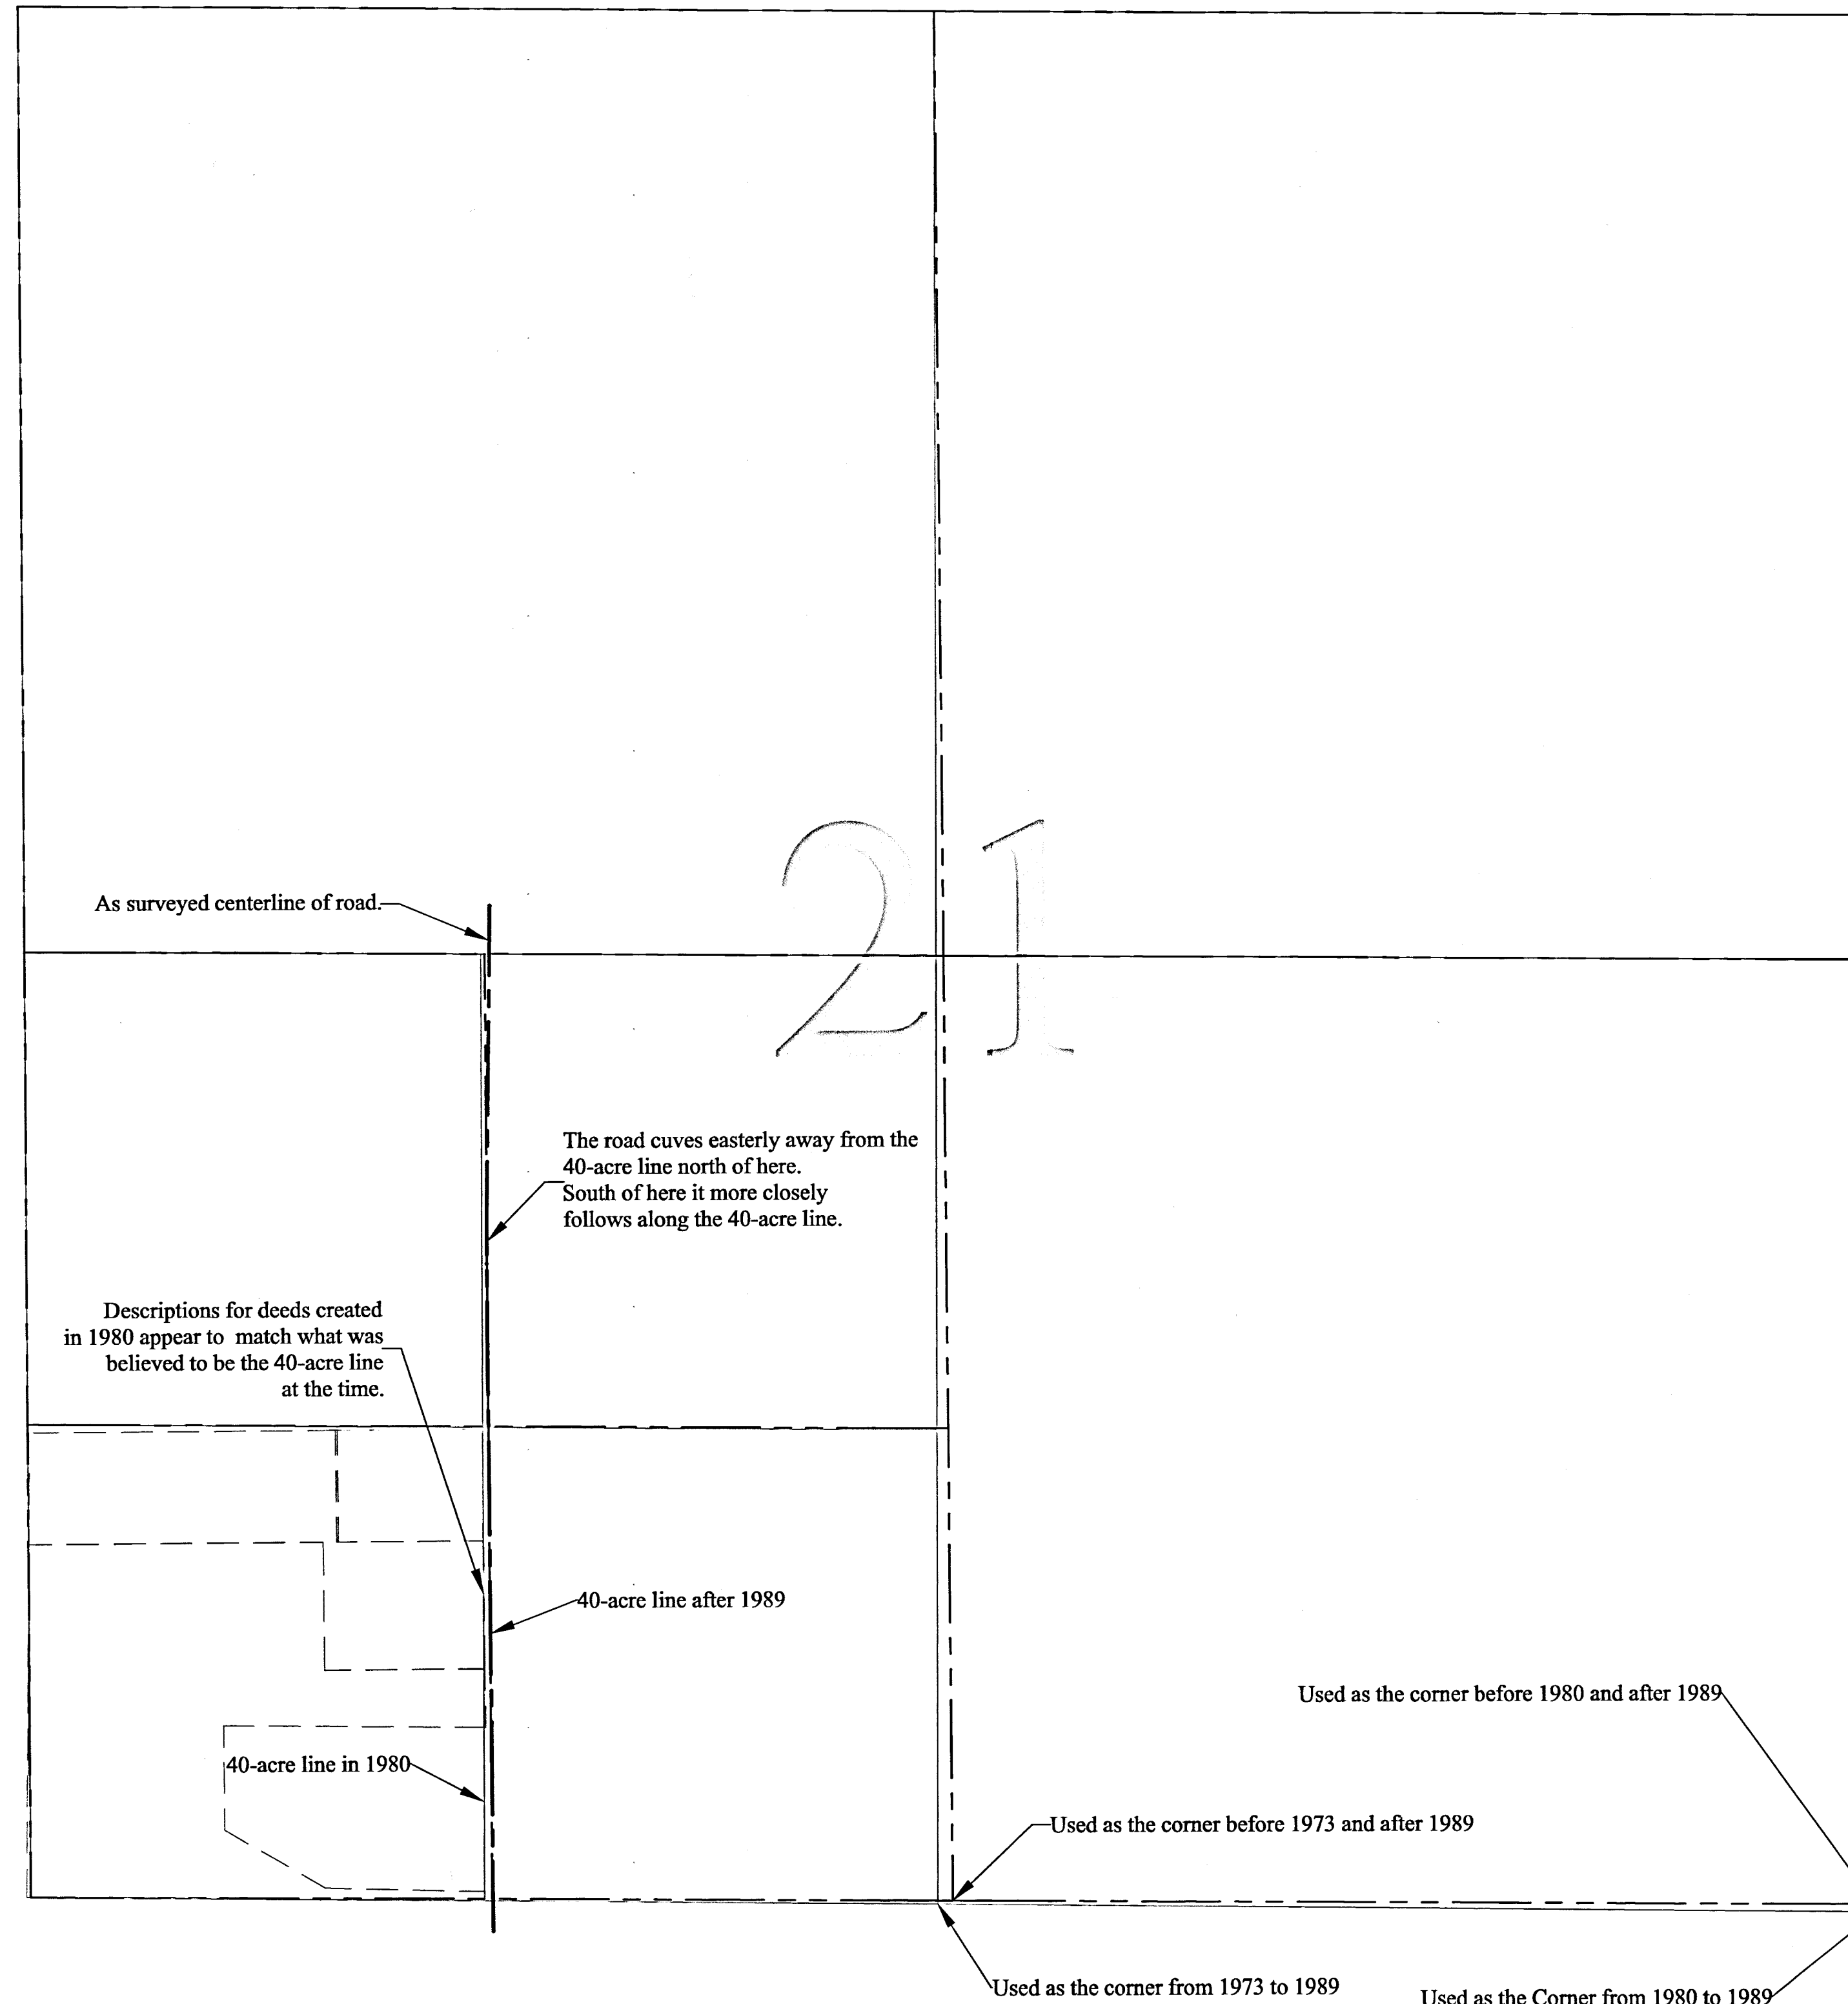 21
As surveyed centerline of road.
The road cuves easterly away from the
40-acre line north of here.
South of here it more closely
follows along the 40-acre line.
Descriptions for deeds created
in 1980 appear to match what was
believed to be the 40-acre line
at the time.
40-acre line after 1989
Used as the corner before 1980 and after 1989
40-acre line in 1980
Used as the corner before 1973 and after 1989
Used as the corner from 1973 to 1989
Used as the Corner from 1980 to 1989